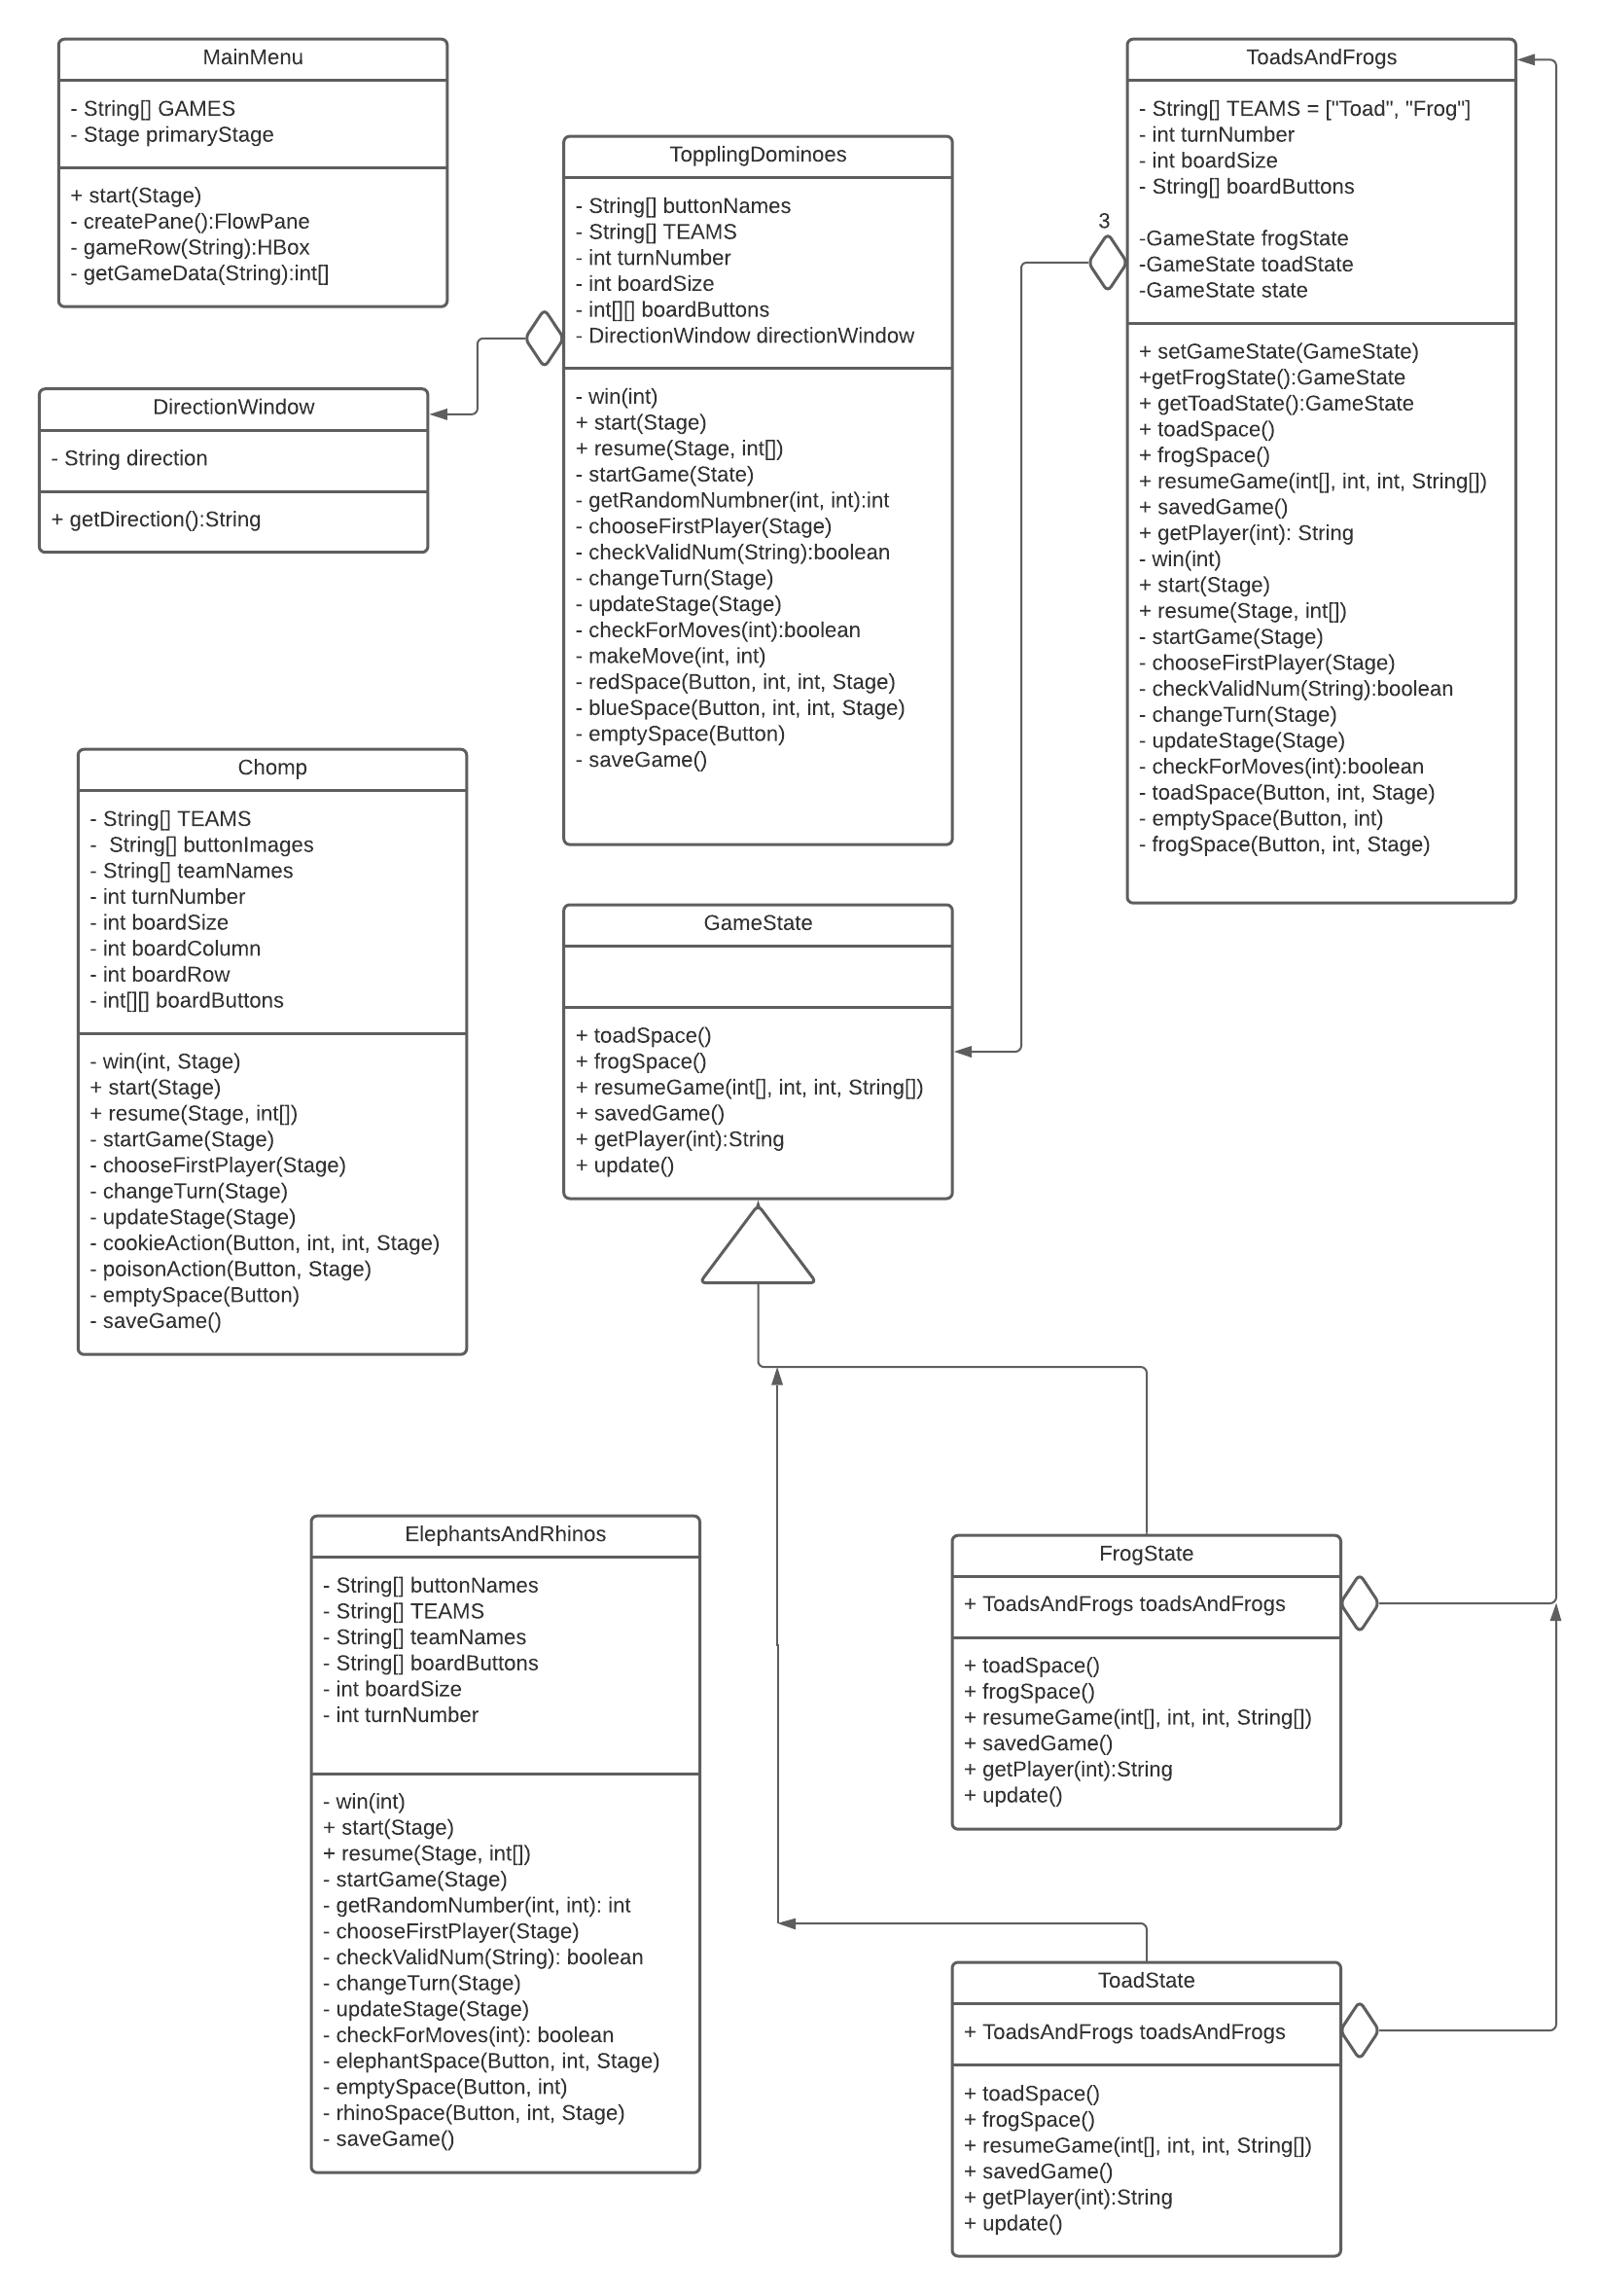 MainMenu
- String[] GAMES
- Stage primaryStage
+ start(Stage)
- createPane():FlowPane
- gameRow(String):HBox
- getGameData(String):int[]
DirectionWindow
- String direction
+ getDirection():String
TopplingDominoes
- String[] buttonNames
- String[] TEAMS
- int turnNumber
- int boardSize
- int[][] boardButtons
- DirectionWindow directionWindow
- win(int)
+ start(Stage)
+ resume(Stage, int[])
- startGame(State)
- getRandomNumbner(int, int):int
- chooseFirstPlayer(Stage)
- checkValidNum(String):boolean
- changeTurn(Stage)
- updateStage(Stage)
- checkForMoves(int):boolean
- makeMove(int, int)
- redSpace(Button, int, int, Stage)
- blueSpace(Button, int, int, Stage)
- emptySpace(Button)
- saveGame()
3
ToadsAndFrogs
- String[] TEAMS = ["Toad", "Frog"]
- int turnNumber
- int boardSize
- String[] boardButtons
-GameState frogState
-GameState toadState
-GameState state
+ setGameState(GameState)
+getFrogState():GameState
+ getToadState():GameState
+ toadSpace()
+ frogSpace()
+ resumeGame(int[], int, int, String[])
+ savedGame()
+ getPlayer(int): String
- win(int)
+ start(Stage)
+ resume(Stage, int[])
- startGame(Stage)
- chooseFirstPlayer(Stage)
- checkValidNum(String):boolean
- changeTurn(Stage)
- updateStage(Stage)
- checkForMoves(int):boolean
- toadSpace(Button, int, Stage)
- emptySpace(Button, int)
- frogSpace(Button, int, Stage)
Chomp
- String[] TEAMS
-  String[] buttonImages
- String[] teamNames
- int turnNumber
- int boardSize
- int boardColumn
- int boardRow
- int[][] boardButtons
- win(int, Stage)
+ start(Stage)
+ resume(Stage, int[])
- startGame(Stage)
- chooseFirstPlayer(Stage)
- changeTurn(Stage)
- updateStage(Stage)
- cookieAction(Button, int, int, Stage)
- poisonAction(Button, Stage)
- emptySpace(Button)
- saveGame()
GameState
+ toadSpace()
+ frogSpace()
+ resumeGame(int[], int, int, String[])
+ savedGame()
+ getPlayer(int):String
+ update()
ElephantsAndRhinos
- String[] buttonNames
- String[] TEAMS
- String[] teamNames
- String[] boardButtons
- int boardSize
- int turnNumber
- win(int)
+ start(Stage)
+ resume(Stage, int[])
- startGame(Stage)
- getRandomNumber(int, int): int
- chooseFirstPlayer(Stage)
- checkValidNum(String): boolean
- changeTurn(Stage)
- updateStage(Stage)
- checkForMoves(int): boolean
- elephantSpace(Button, int, Stage)
- emptySpace(Button, int)
- rhinoSpace(Button, int, Stage)
- saveGame()
FrogState
+ ToadsAndFrogs toadsAndFrogs
+ toadSpace()
+ frogSpace()
+ resumeGame(int[], int, int, String[])
+ savedGame()
+ getPlayer(int):String
+ update()
ToadState
+ ToadsAndFrogs toadsAndFrogs
+ toadSpace()
+ frogSpace()
+ resumeGame(int[], int, int, String[])
+ savedGame()
+ getPlayer(int):String
+ update()